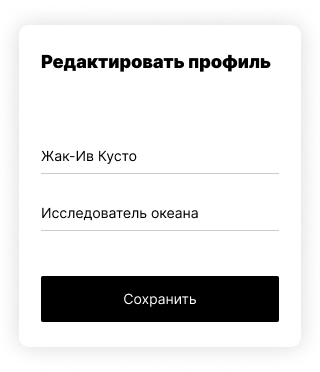 Редактировать профиль
Жак-Ив Кусто
Исследователь океана
Сохранить